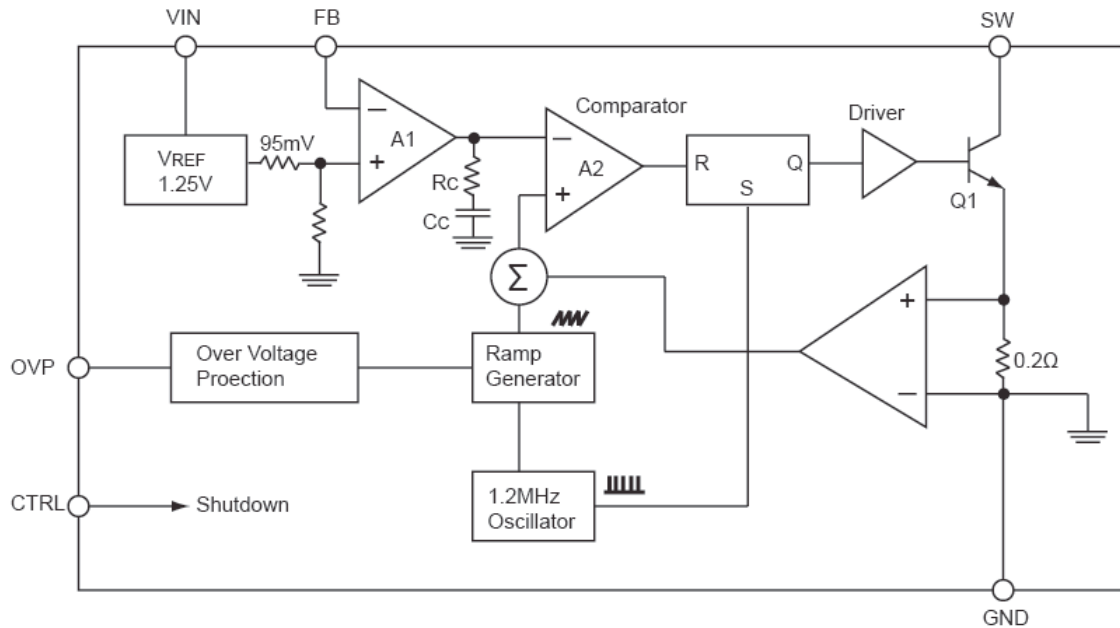 VIN
FB
SW
Comparator
Driver
VREF
1.25V
95mV
−
+
A1
−
+
A2
RC
CC
R
Q
S
Q1
Σ
+
−
0.2Ω
OVP
Over Voltage
Proection
Ramp
Generator
CTRL
Shutdown
1.2MHz
Oscillator
GND